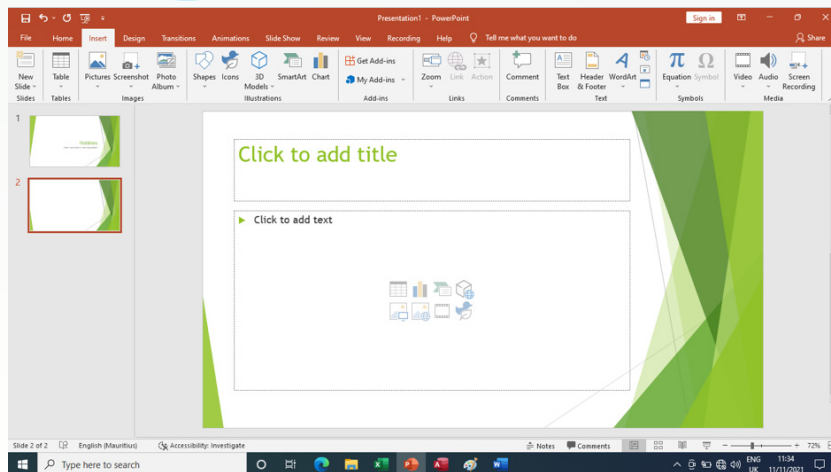 Presentation1 - PowerPoint
Sign in
File Home Insert Design Transitions Animations Slide Show Review View Recording Help Tell me what you want to do Share
New Slide
Table
Pictures
Screenshot
Photo Album
Shapes
Icons
3D Models
SmartArt
Chart
Get Add-ins
My Add-ins
Zoom
Link
Action
Comment
Text Box
Header & Footer
WordArt
Equation
Symbol
Video
Audio
Screen Recording
Slides Tables Images Illustrations Add-ins Links Comments Text Symbols Media
1
2
Click to add title
Click to add text
Slide 2 of 2 English (Mauritius) Accessibility: Investigate Notes Comments 72%
Type here to search
ENG 11:34
UK 11/11/2021